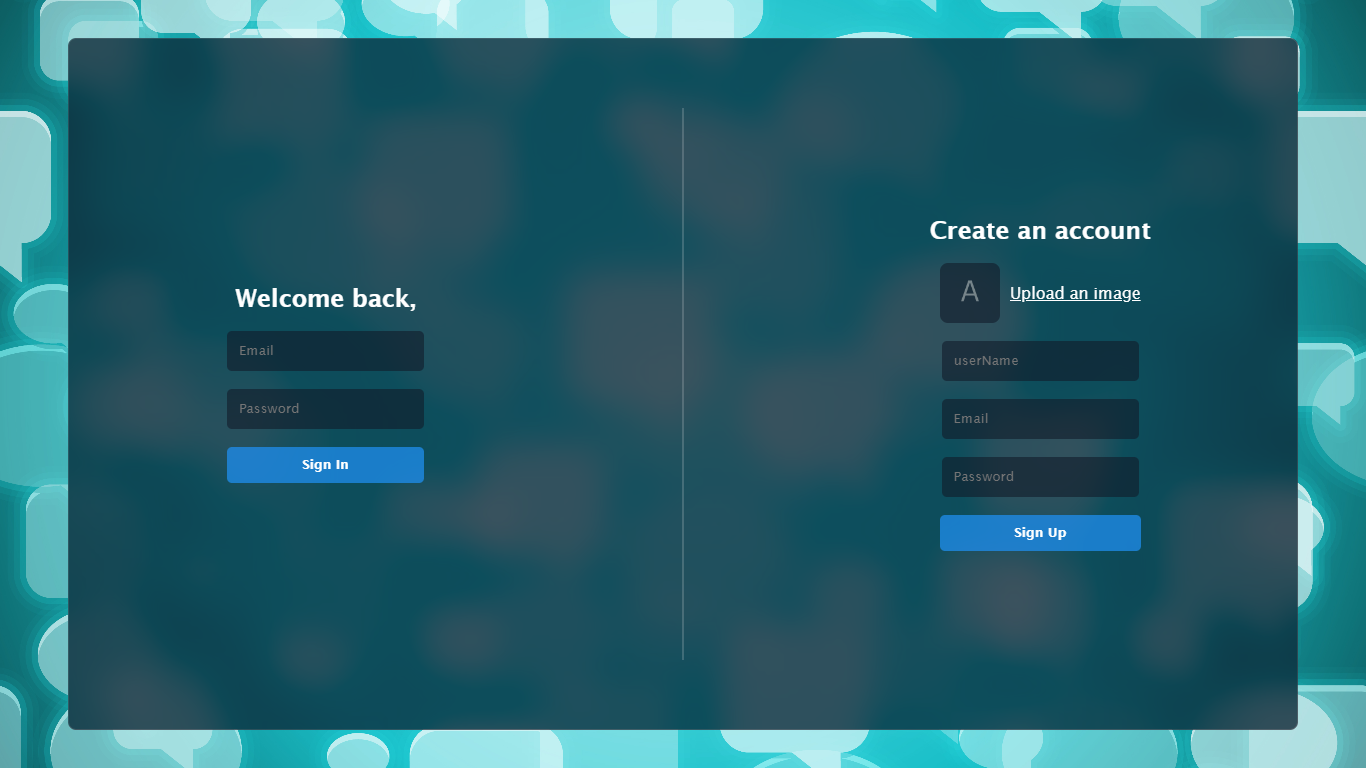 Welcome back,
Email
Password
Sign In
Create an account
A
Upload an image
userName
Email
Password
Sign Up